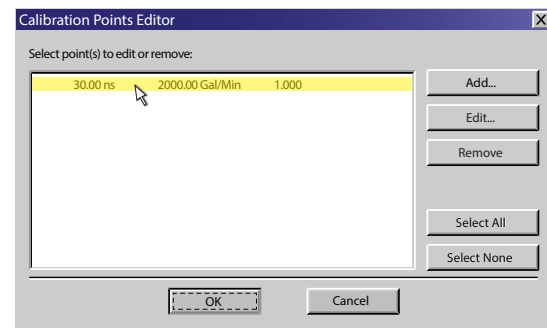 Calibration Points Editor
X
Select point(s) to edit or remove:
30.00 ns 2000.00 Gal/Min 1.000
Add...
Edit...
Remove
Select All
Select None
OK
Cancel